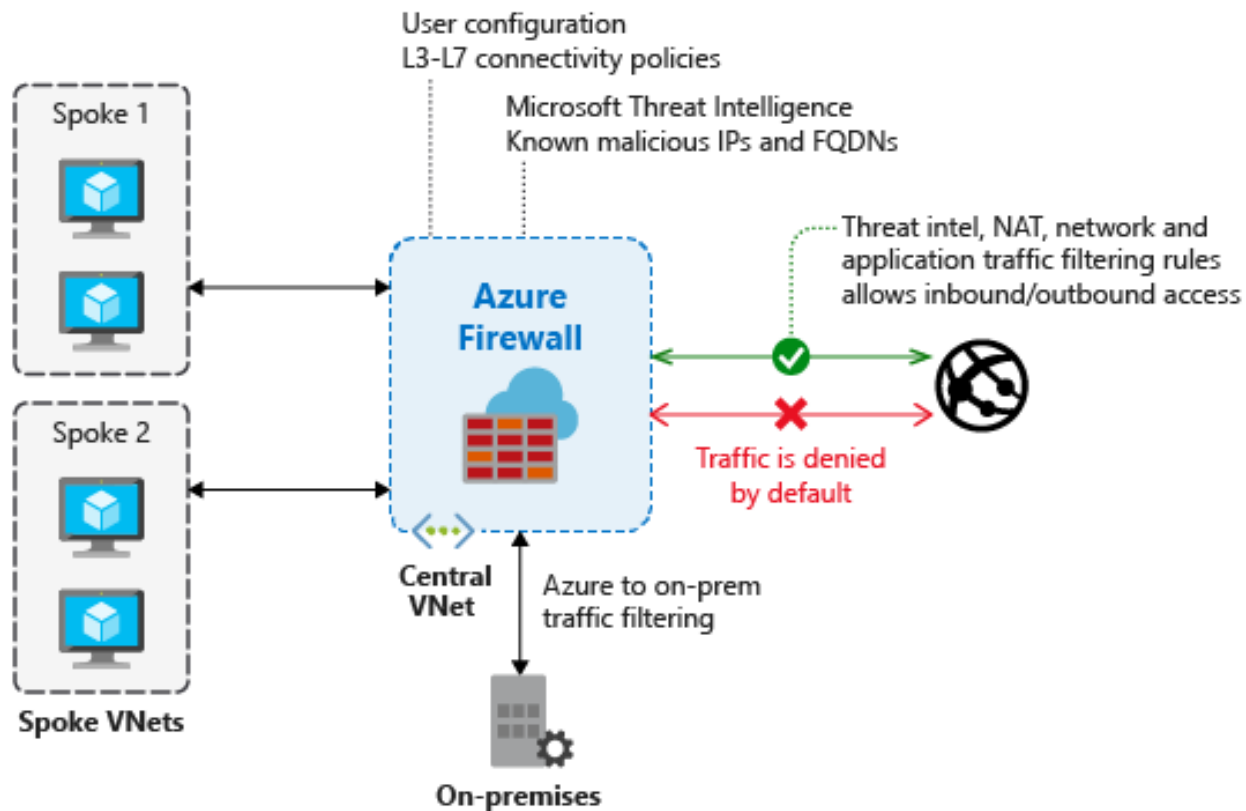 User configuration
L3-L7 connectivity policies
Microsoft Threat Intelligence
Known malicious IPs and FQDNs
Spoke 1
Threat intel, NAT, network and
application traffic filtering rules
allows inbound/outbound access
Azure
Firewall
Spoke 2
Traffic is denied
by default
Central
VNet
Azure to on-prem
traffic filtering
Spoke VNets
On-premises